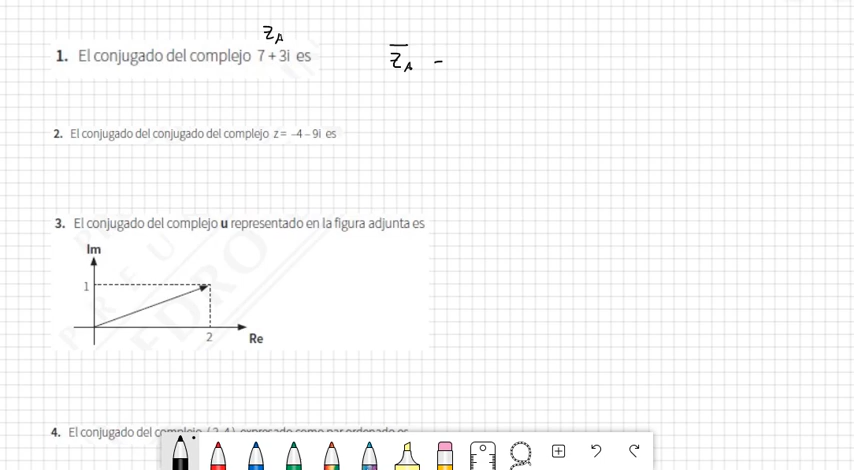 z_A
1. El conjugado del complejo 7 + 3i es
z̅_A =
2. El conjugado del conjugado del complejo z = -4 – 9i es
3. El conjugado del complejo u representado en la figura adjunta es
Im
1
2
Re
4. El conjugado del